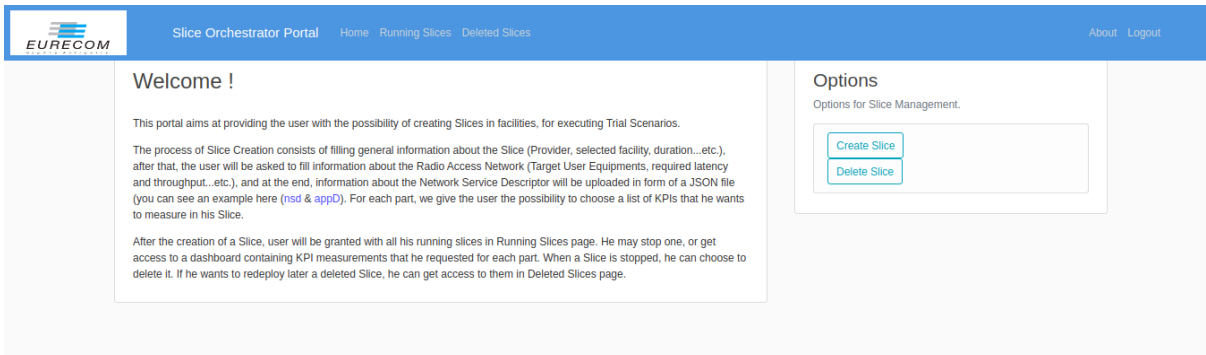 EURECOM
Slice Orchestrator Portal Home Running Slices Deleted Slices
About Logout
Welcome !
This portal aims at providing the user with the possibility of creating Slices in facilities, for executing Trial Scenarios.
The process of Slice Creation consists of filling general information about the Slice (Provider, selected facility, duration...etc.),
after that, the user will be asked to fill information about the Radio Access Network (Target User Equipments, required latency
and throughput...etc.), and at the end, information about the Network Service Descriptor will be uploaded in form of a JSON file
(you can see an example here (nsd & appD). For each part, we give the user the possibility to choose a list of KPIs that he wants
to measure in his Slice.
After the creation of a Slice, user will be granted with all his running slices in Running Slices page. He may stop one, or get
access to a dashboard containing KPI measurements that he requested for each part. When a Slice is stopped, he can choose to
delete it. If he wants to redeploy later a deleted Slice, he can get access to them in Deleted Slices page.
Options
Options for Slice Management.
Create Slice
Delete Slice